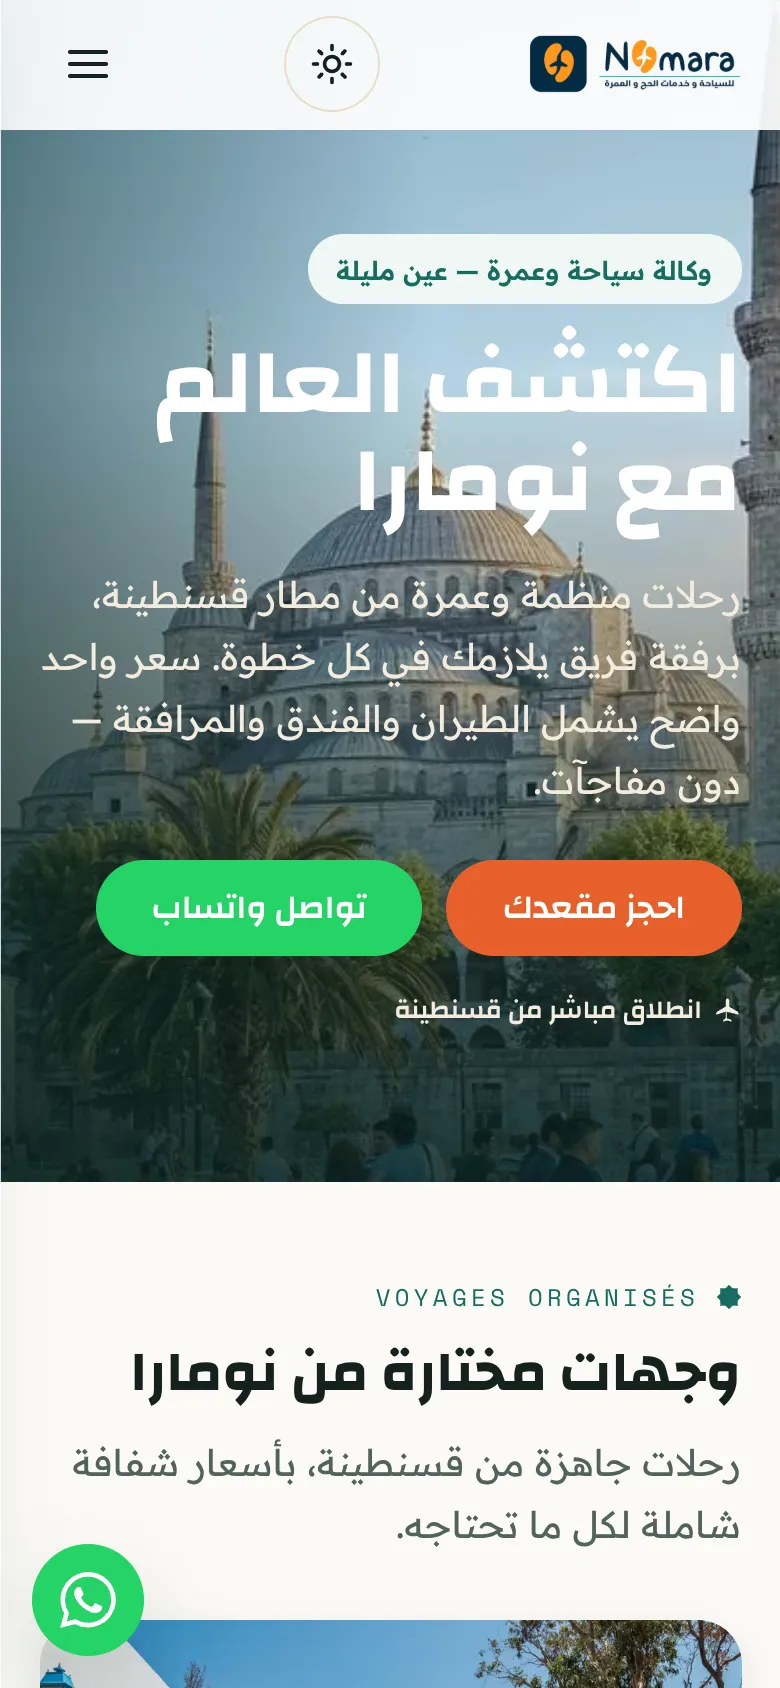 Nomara
للسياحة و خدمات الحج و العمرة
وكالة سياحة وعمرة — عين مليلة
اكتشف العالم
مع نومارا
رحلات منظمة وعمرة من مطار قسنطينة،
برفقة فريق يلازمك في كل خطوة. سعر واحد
واضح يشمل الطيران والفندق والمرافقة —
دون مفاجآت.
احجز مقعدك
تواصل واتساب
انطلاق مباشر من قسنطينة
VOYAGES ORGANISÉS
وجهات مختارة من نومارا
رحلات جاهزة من قسنطينة، بأسعار شفافة
شاملة لكل ما تحتاجه.